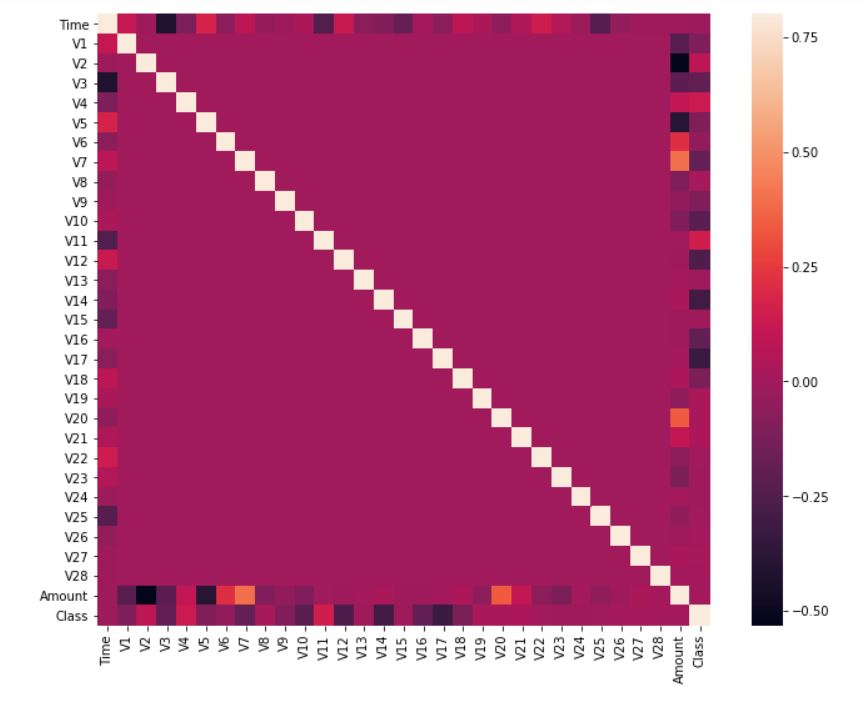 Time
V1
V2
V3
V4
V5
V6
V7
V8
V9
V10
V11
V12
V13
V14
V15
V16
V17
V18
V19
V20
V21
V22
V23
V24
V25
V26
V27
V28
Amount
Class
Time V1 V2 V3 V4 V5 V6 V7 V8 V9 V10 V11 V12 V13 V14 V15 V16 V17 V18 V19 V20 V21 V22 V23 V24 V25 V26 V27 V28 Amount Class
0.75
0.50
0.25
0.00
−0.25
−0.50